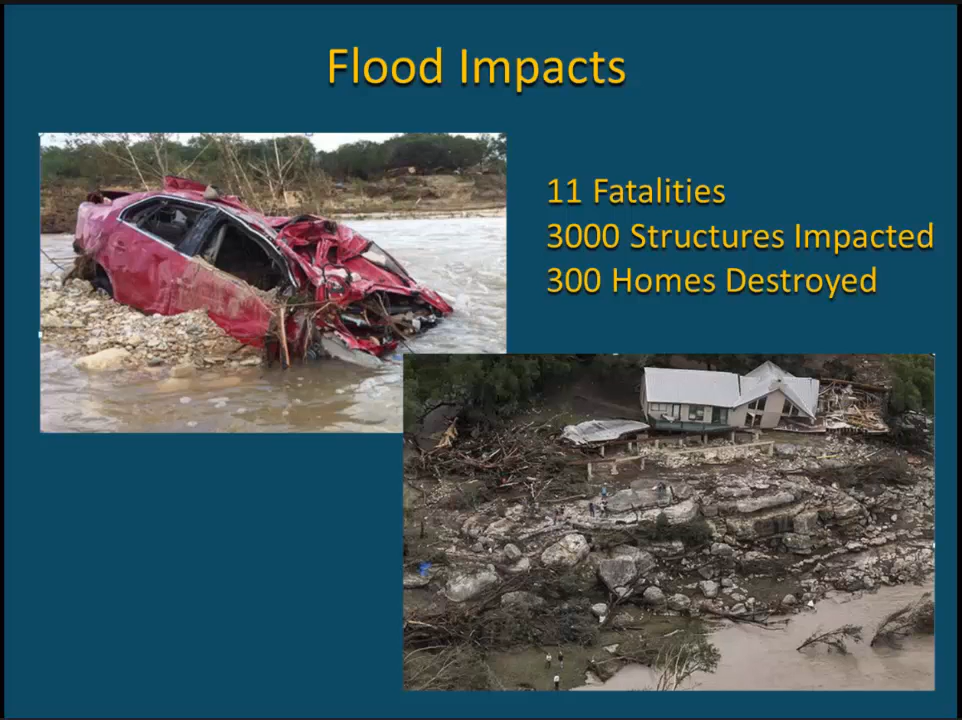 Flood Impacts
11 Fatalities
3000 Structures Impacted
300 Homes Destroyed